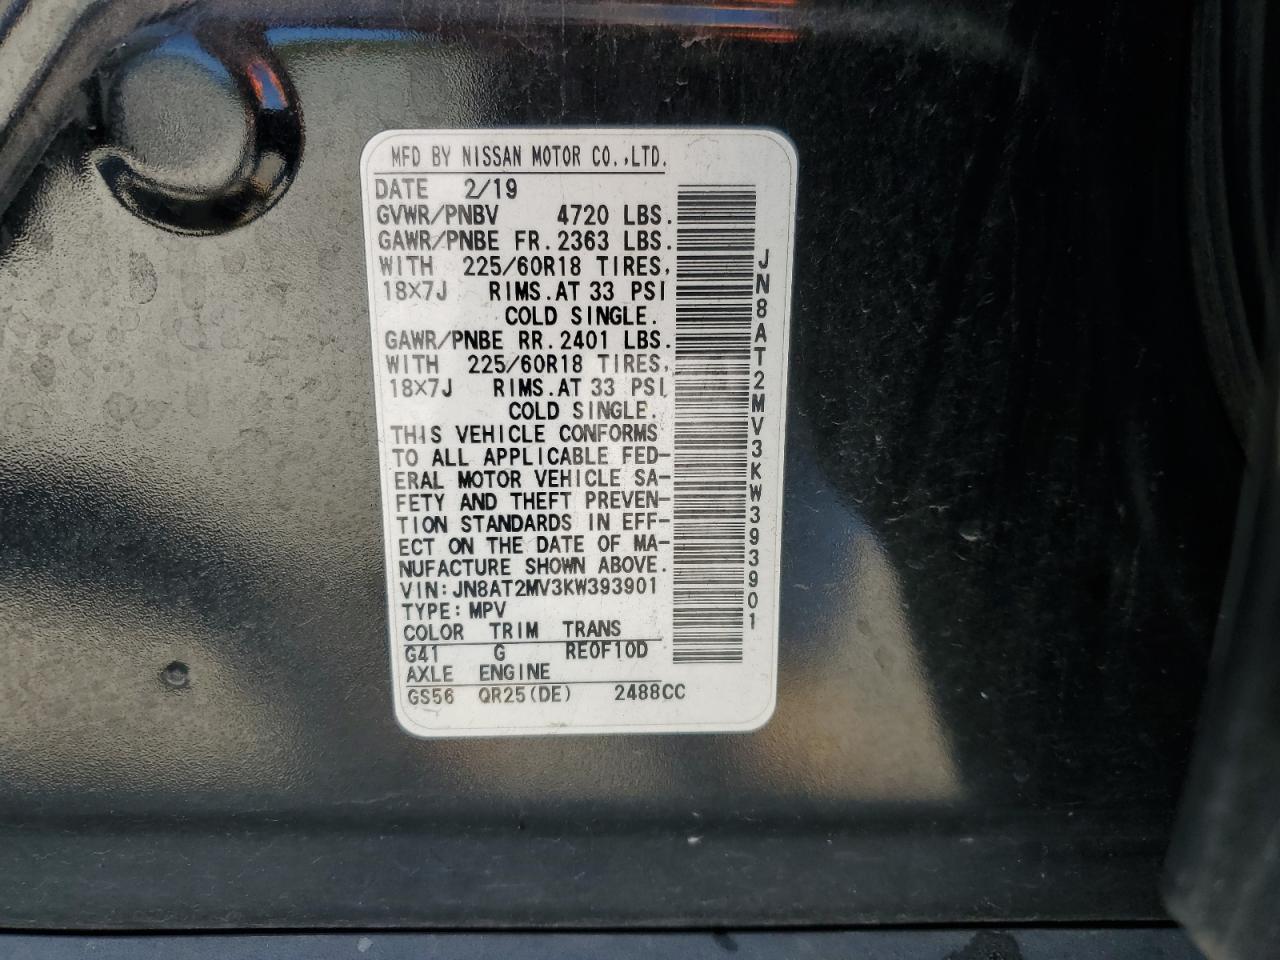 MFD BY NISSAN MOTOR CO.,LTD.
DATE 2/19
GVWR/PNBV 4720 LBS.
GAWR/PNBE FR. 2363 LBS.
WITH 225/60R18 TIRES,
18X7J RIMS. AT 33 PSI
COLD SINGLE.
GAWR/PNBE RR. 2401 LBS.
WITH 225/60R18 TIRES,
18X7J RIMS. AT 33 PSI
COLD SINGLE.
THIS VEHICLE CONFORMS
TO ALL APPLICABLE FED-
ERAL MOTOR VEHICLE SA-
FETY AND THEFT PREVEN-
TION STANDARDS IN EFF-
ECT ON THE DATE OF MA-
NUFACTURE SHOWN ABOVE.
VIN: JN8AT2MV3KW393901
TYPE: MPV
COLOR TRIM TRANS
G41 G RE0F10D
AXLE ENGINE
GS56 QR25(DE) 2488CC
JN8AT2MV3KW393901